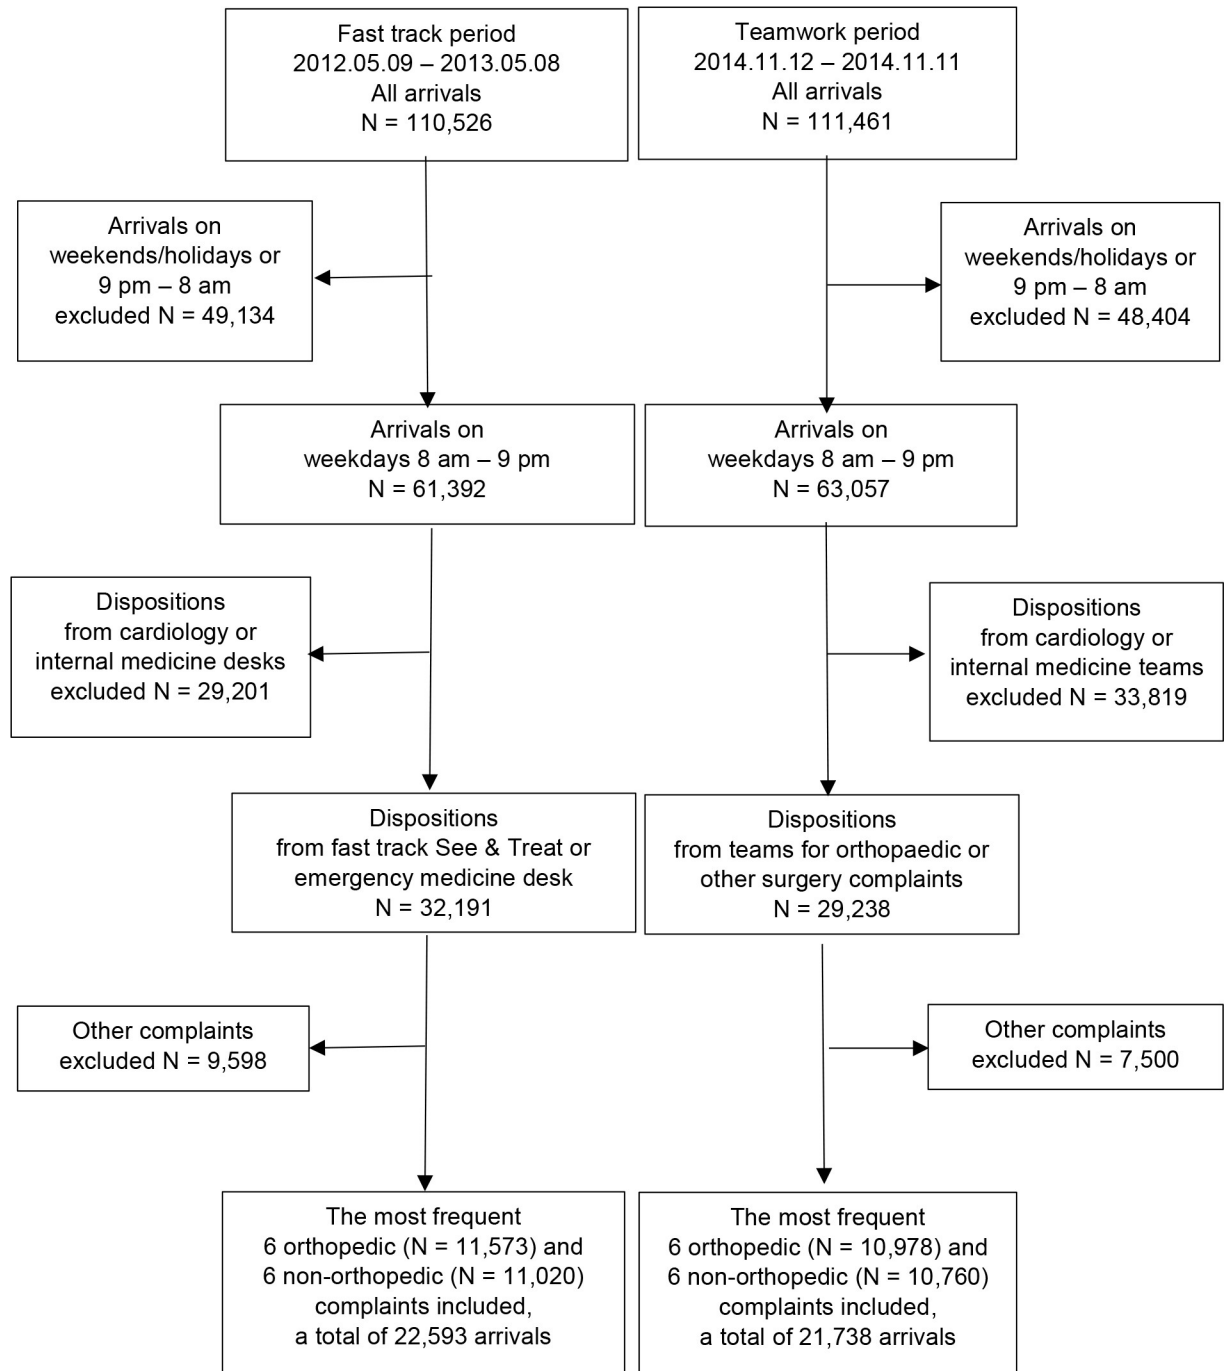 Fast track period
2012.05.09 – 2013.05.08
All arrivals
N = 110,526
Teamwork period
2014.11.12 – 2014.11.11
All arrivals
N = 111,461
Arrivals on
weekends/holidays or
9 pm – 8 am
excluded N = 49,134
Arrivals on
weekends/holidays or
9 pm – 8 am
excluded N = 48,404
Arrivals on
weekdays 8 am – 9 pm
N = 61,392
Arrivals on
weekdays 8 am – 9 pm
N = 63,057
Dispositions
from cardiology or
internal medicine desks
excluded N = 29,201
Dispositions
from cardiology or
internal medicine teams
excluded N = 33,819
Dispositions
from fast track See & Treat or
emergency medicine desk
N = 32,191
Dispositions
from teams for orthopaedic or
other surgery complaints
N = 29,238
Other complaints
excluded N = 9,598
Other complaints
excluded N = 7,500
The most frequent
6 orthopedic (N = 11,573) and
6 non-orthopedic (N = 11,020)
complaints included,
a total of 22,593 arrivals
The most frequent
6 orthopedic (N = 10,978) and
6 non-orthopedic (N = 10,760)
complaints included,
a total of 21,738 arrivals